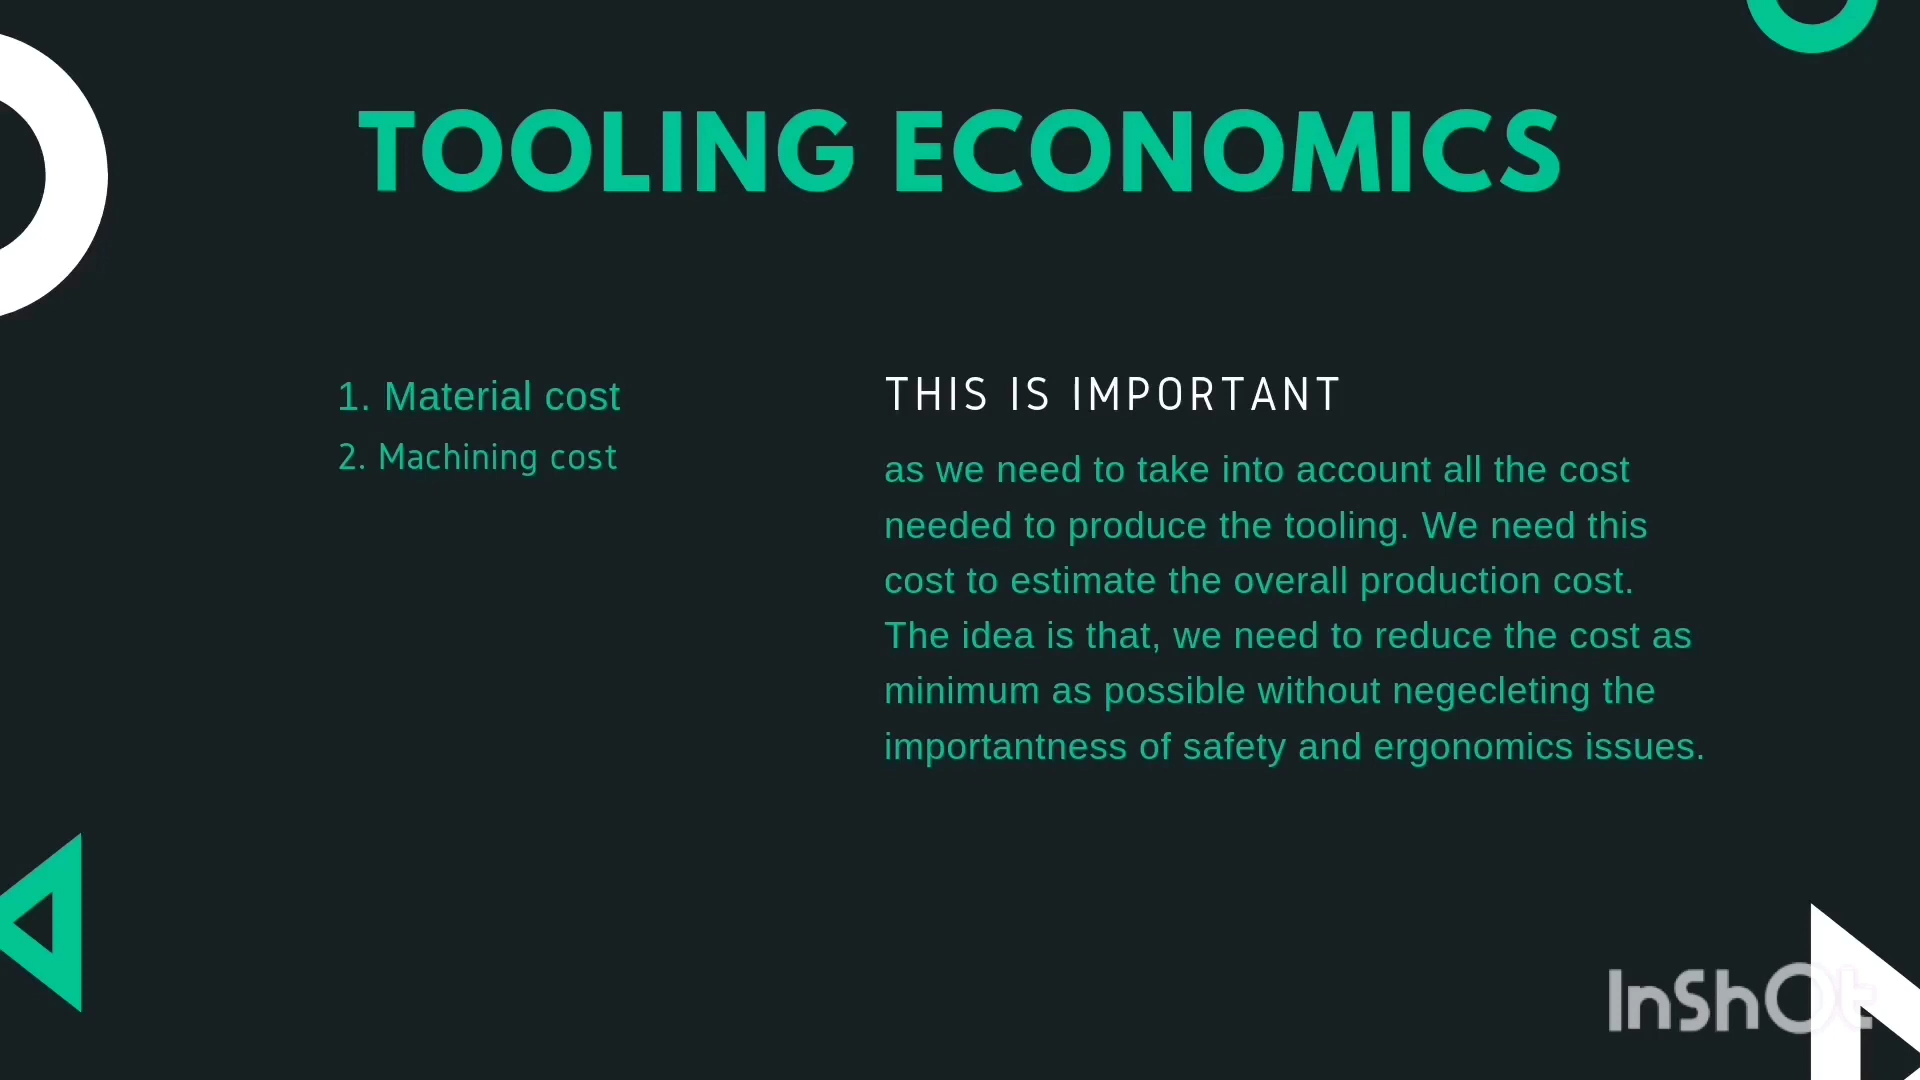 TOOLING ECONOMICS
1. Material cost
2. Machining cost
THIS IS IMPORTANT
as we need to take into account all the cost
needed to produce the tooling. We need this
cost to estimate the overall production cost.
The idea is that, we need to reduce the cost as
minimum as possible without negecleting the
importantness of safety and ergonomics issues.
InShOt